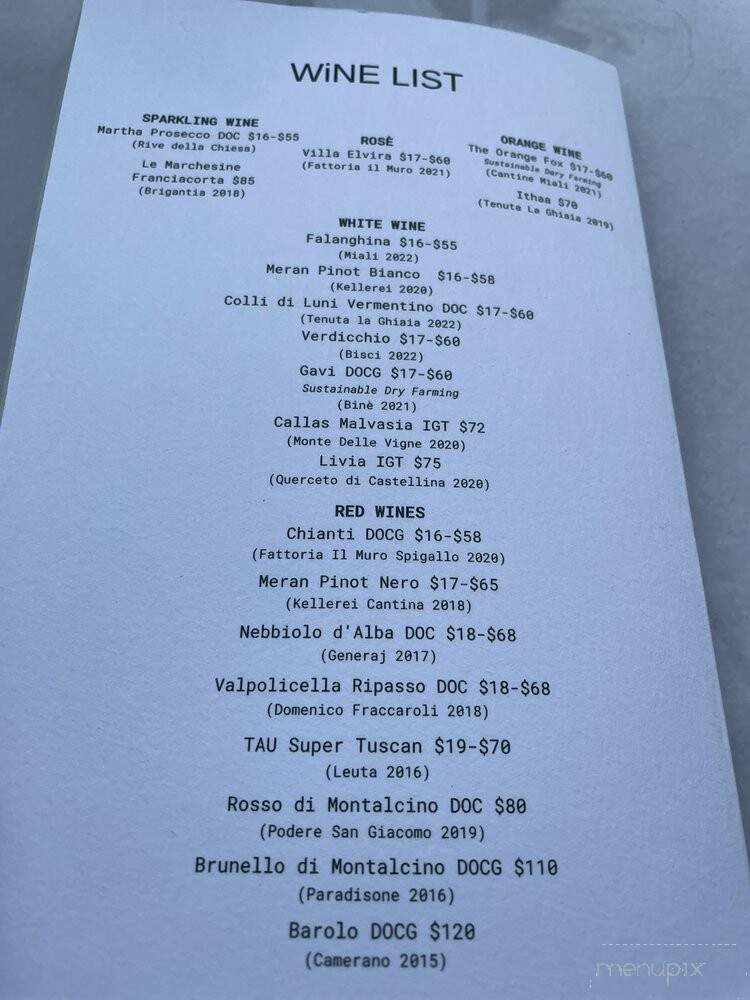 WiNE LIST
SPARKLING WINE
Martha Prosecco DOC $16-$55
(Rive della Chiesa)
Le Marchesine
Franciacorta $85
(Brigantia 2018)
ROSÈ
Villa Elvira $17-$60
(Fattoria il Muro 2021)
ORANGE WINE
The Orange Fox $17-$60
Sustainable Dary Farming
(Cantine Miali 2021)
Ithaa $70
(Tenuta La Ghiaia 2019)
WHITE WINE
Falanghina $16-$55
(Miali 2022)
Meran Pinot Bianco $16-$58
(Kellerei 2020)
Colli di Luni Vermentino DOC $17-$60
(Tenuta la Ghiaia 2022)
Verdicchio $17-$60
(Bisci 2022)
Gavi DOCG $17-$60
Sustainable Dry Farming
(Binè 2021)
Callas Malvasia IGT $72
(Monte Delle Vigne 2020)
Livia IGT $75
(Querceto di Castellina 2020)
RED WINES
Chianti DOCG $16-$58
(Fattoria Il Muro Spigallo 2020)
Meran Pinot Nero $17-$65
(Kellerei Cantina 2018)
Nebbiolo d'Alba DOC $18-$68
(Generaj 2017)
Valpolicella Ripasso DOC $18-$68
(Domenico Fraccaroli 2018)
TAU Super Tuscan $19-$70
(Leuta 2016)
Rosso di Montalcino DOC $80
(Podere San Giacomo 2019)
Brunello di Montalcino DOCG $110
(Paradisone 2016)
Barolo DOCG $120
(Camerano 2015)
menupix